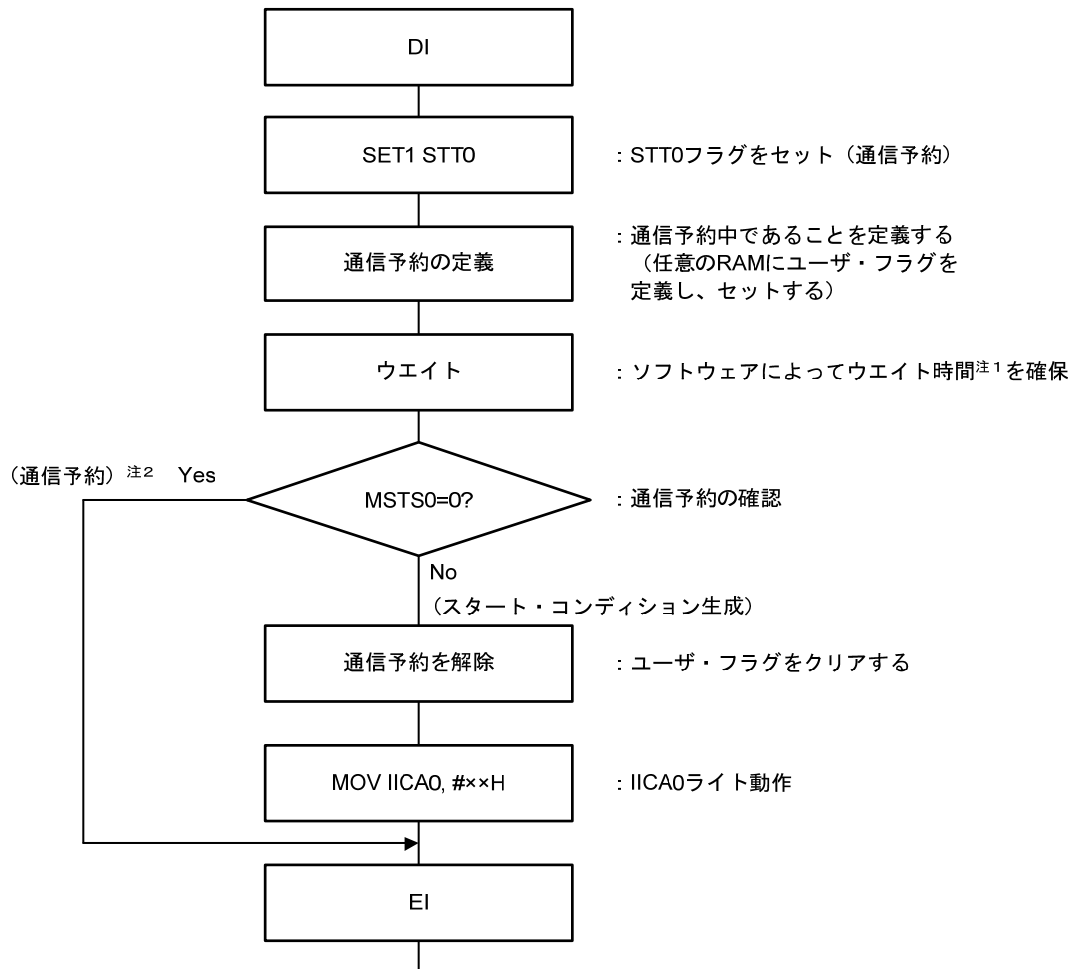 DI
SET1 STT0
：STT0フラグをセット（通信予約）
通信予約の定義
：通信予約中であることを定義する
（任意のRAMにユーザ・フラグを
定義し、セットする）
ウエイト
：ソフトウェアによってウエイト時間注1を確保
（通信予約）注2 Yes
MSTS0=0?
：通信予約の確認
No
（スタート・コンディション生成）
通信予約を解除
：ユーザ・フラグをクリアする
MOV IICA0, #××H
：IICA0ライト動作
EI